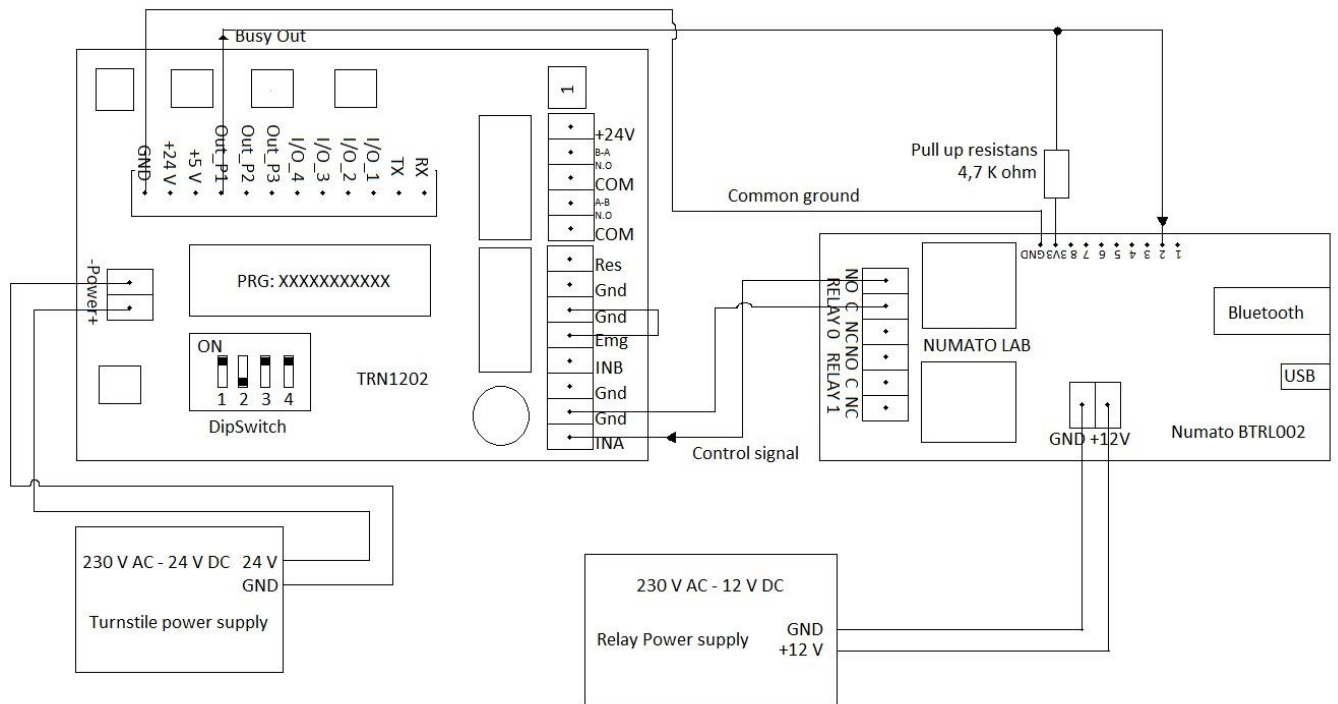 Busy Out
1
GND
+24 V
+5 V
Out_P1
Out_P2
Out_P3
I/O_4
I/O_3
I/O_2
I/O_1
TX
RX
+24V
B-A
N.O
COM
A-B
N.O
COM
Res
Gnd
Gnd
Emg
INB
Gnd
Gnd
INA
-Power+
PRG: XXXXXXXXXXX
ON
1 2 3 4
DipSwitch
TRN1202
Pull up resistans
4,7 K ohm
Common ground
Control signal
GND
3V3
8
7
6
5
4
3
2
1
NO C NC NO C NC
RELAY 0 RELAY 1
NUMATO LAB
Bluetooth
USB
GND +12V
Numato BTRL002
230 V AC - 24 V DC 24 V
GND
Turnstile power supply
230 V AC - 12 V DC
Relay Power supply
GND
+12 V